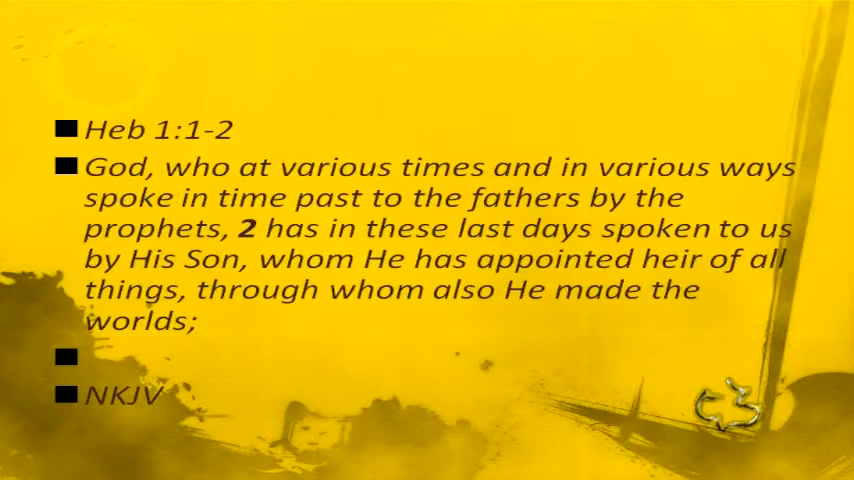 Heb 1:1-2
God, who at various times and in various ways
spoke in time past to the fathers by the
prophets, 2 has in these last days spoken to us
by His Son, whom He has appointed heir of all
things, through whom also He made the
worlds;
NKJV